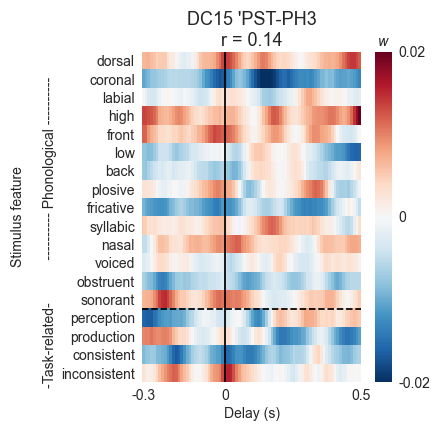 DC15 'PST-PH3
r = 0.14
w
0.02
0
-0.02
Stimulus feature
---------- Phonological ----------
-Task-related-
dorsal
coronal
labial
high
front
low
back
plosive
fricative
syllabic
nasal
voiced
obstruent
sonorant
perception
production
consistent
inconsistent
-0.3
0
0.5
Delay (s)